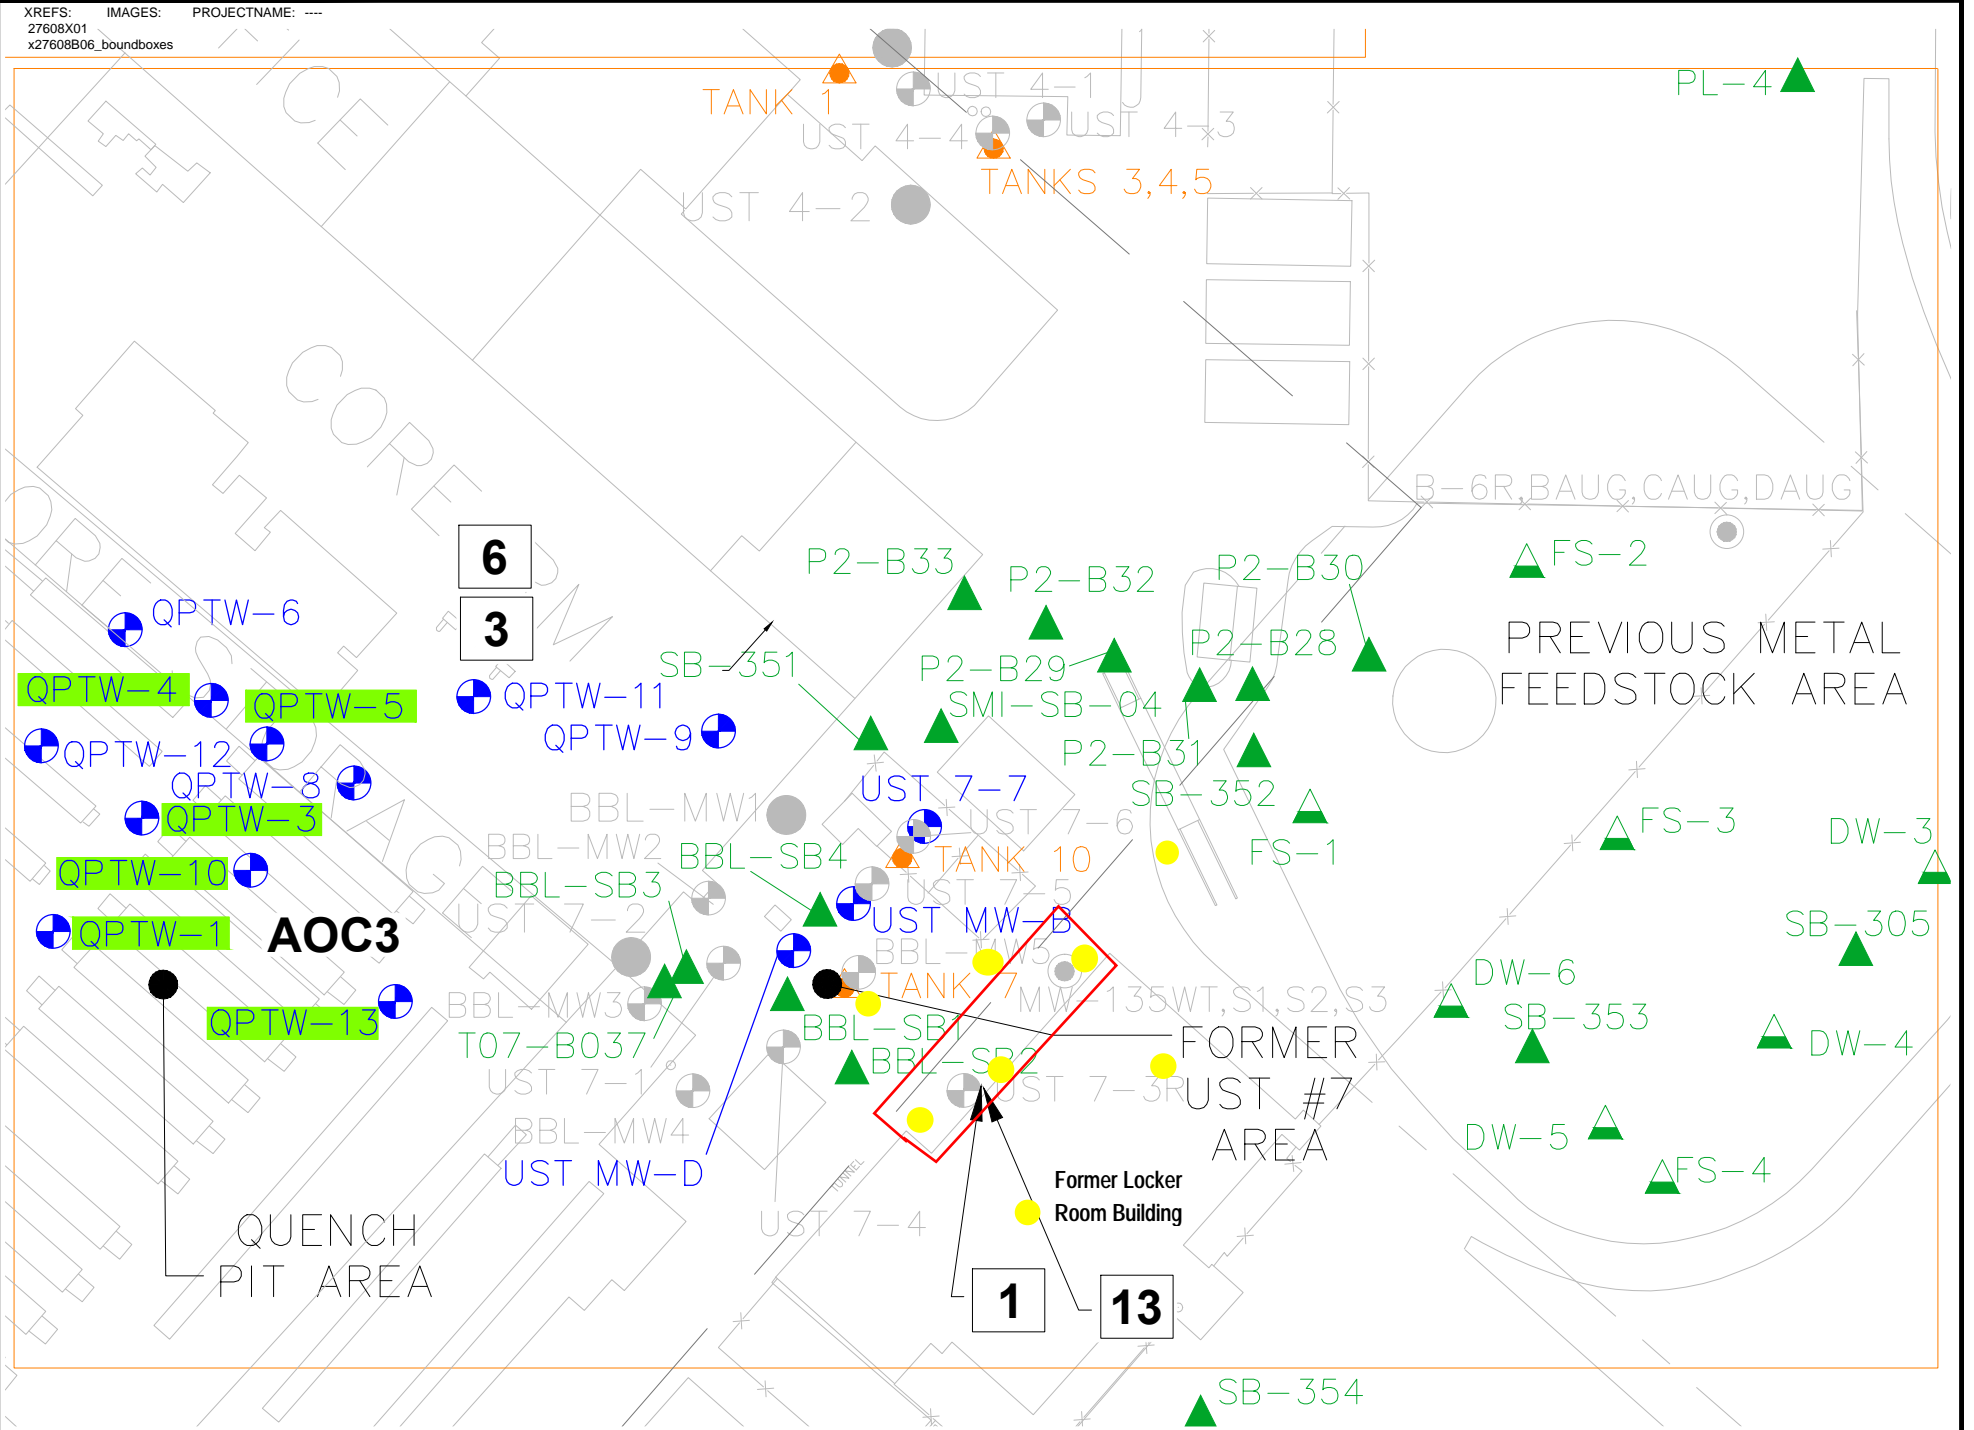 XREFS: IMAGES: PROJECTNAME: ----
27608X01
x27608B06_boundboxes
TANK 1
UST 4-1
UST 4-4
UST 4-3
TANKS 3,4,5
UST 4-2
PL-4
B-6R,BAUG,CAUG,DAUG
6
3
P2-B33
P2-B32
P2-B30
FS-2
QPTW-6
SB-351
P2-B29
P2-B28
PREVIOUS METAL
FEEDSTOCK AREA
QPTW-4
QPTW-5
QPTW-11
SMI-SB-04
QPTW-9
QPTW-12
P2-B31
QPTW-8
UST 7-7
SB-352
BBL-MW1
UST 7-6
QPTW-3
FS-3
DW-3
BBL-MW2
BBL-SB4
TANK 10
FS-1
QPTW-10
BBL-SB3
UST 7-5
UST 7-2
UST MW-B
QPTW-1
AOC3
SB-305
BBL-MW5
DW-6
TANK 7
BBL-MW3
MW-135WT,S1,S2,S3
SB-353
QPTW-13
BBL-SB1
T07-B037
FORMER
UST #7
AREA
DW-4
BBL-SB2
UST 7-1
UST 7-3R
BBL-MW4
DW-5
UST MW-D
TUNNEL
FS-4
Former Locker
Room Building
UST 7-4
QUENCH
PIT AREA
1
13
SB-354